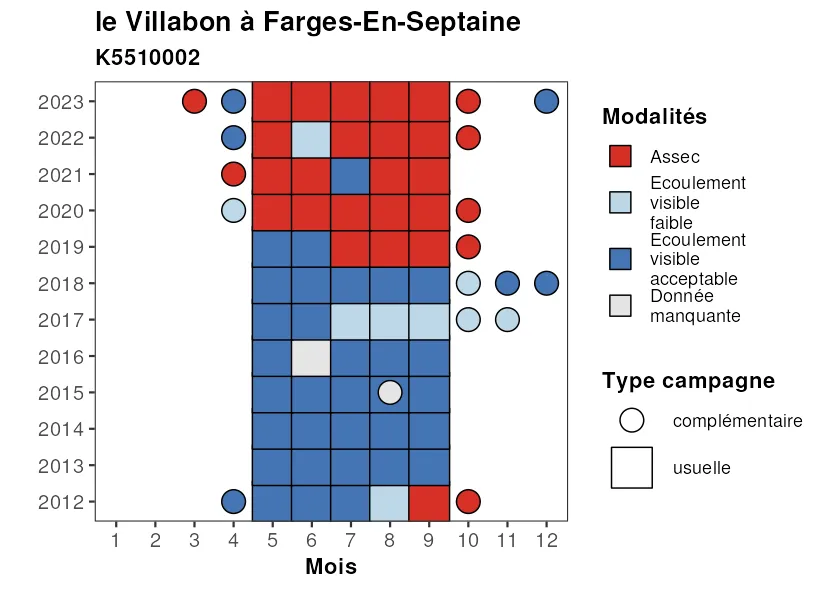 le Villabon à Farges-En-Septaine
K5510002
2023
2022
2021
2020
2019
2018
2017
2016
2015
2014
2013
2012
1 2 3 4 5 6 7 8 9 10 11 12
Mois
Modalités
Assec
Ecoulement
visible
faible
Ecoulement
visible
acceptable
Donnée
manquante
Type campagne
complémentaire
usuelle